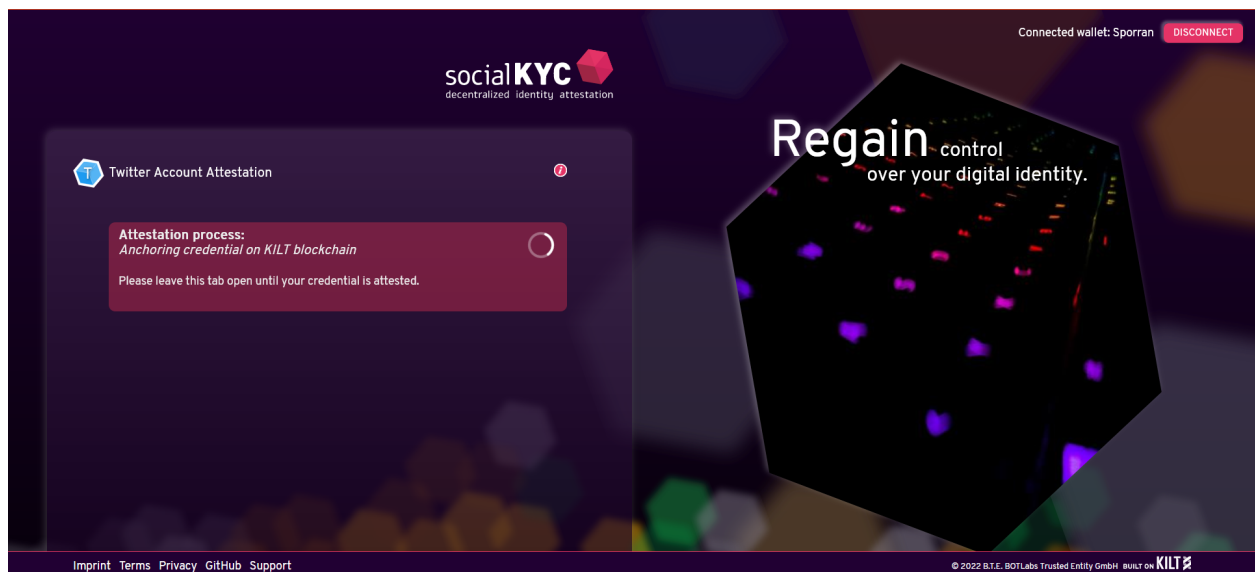 Connected wallet: Sporran DISCONNECT
socialKYC
decentralized identity attestation
T Twitter Account Attestation i
Attestation process:
Anchoring credential on KILT blockchain
Please leave this tab open until your credential is attested.
Regain control
over your digital identity.
Imprint Terms Privacy GitHub Support
© 2022 B.T.E. BOTLabs Trusted Entity GmbH BUILT ON KILT